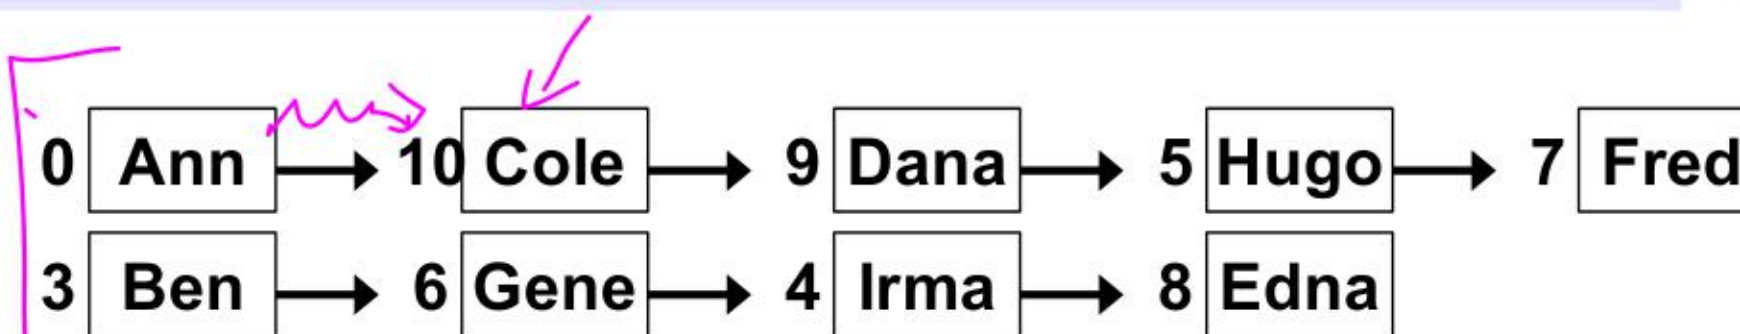 0 Ann 10 Cole 9 Dana 5 Hugo 7 Fred
3 Ben 6 Gene 4 Irma 8 Edna